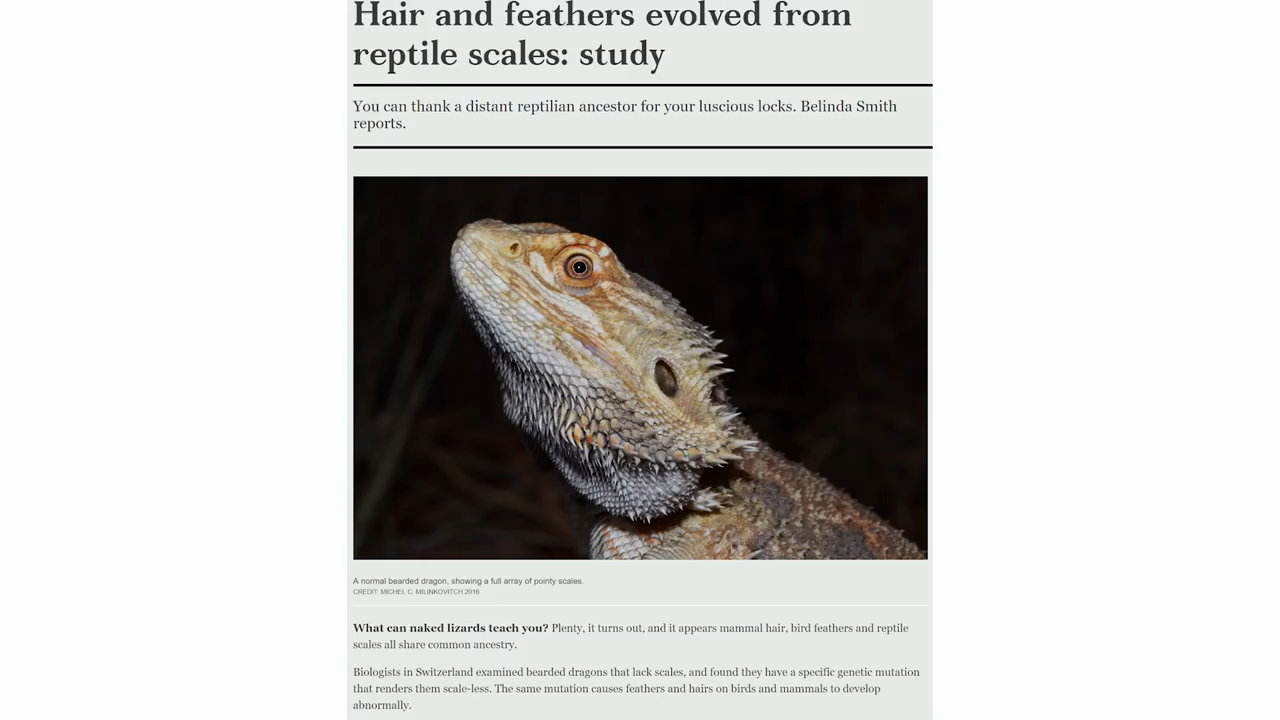 Hair and feathers evolved from
reptile scales: study
You can thank a distant reptilian ancestor for your luscious locks. Belinda Smith
reports.
A normal bearded dragon, showing a full array of pointy scales.
CREDIT: MICHEL C. MILINKOVITCH 2016
What can naked lizards teach you? Plenty, it turns out, and it appears mammal hair, bird feathers and reptile
scales all share common ancestry.
Biologists in Switzerland examined bearded dragons that lack scales, and found they have a specific genetic mutation
that renders them scale-less. The same mutation causes feathers and hairs on birds and mammals to develop
abnormally.